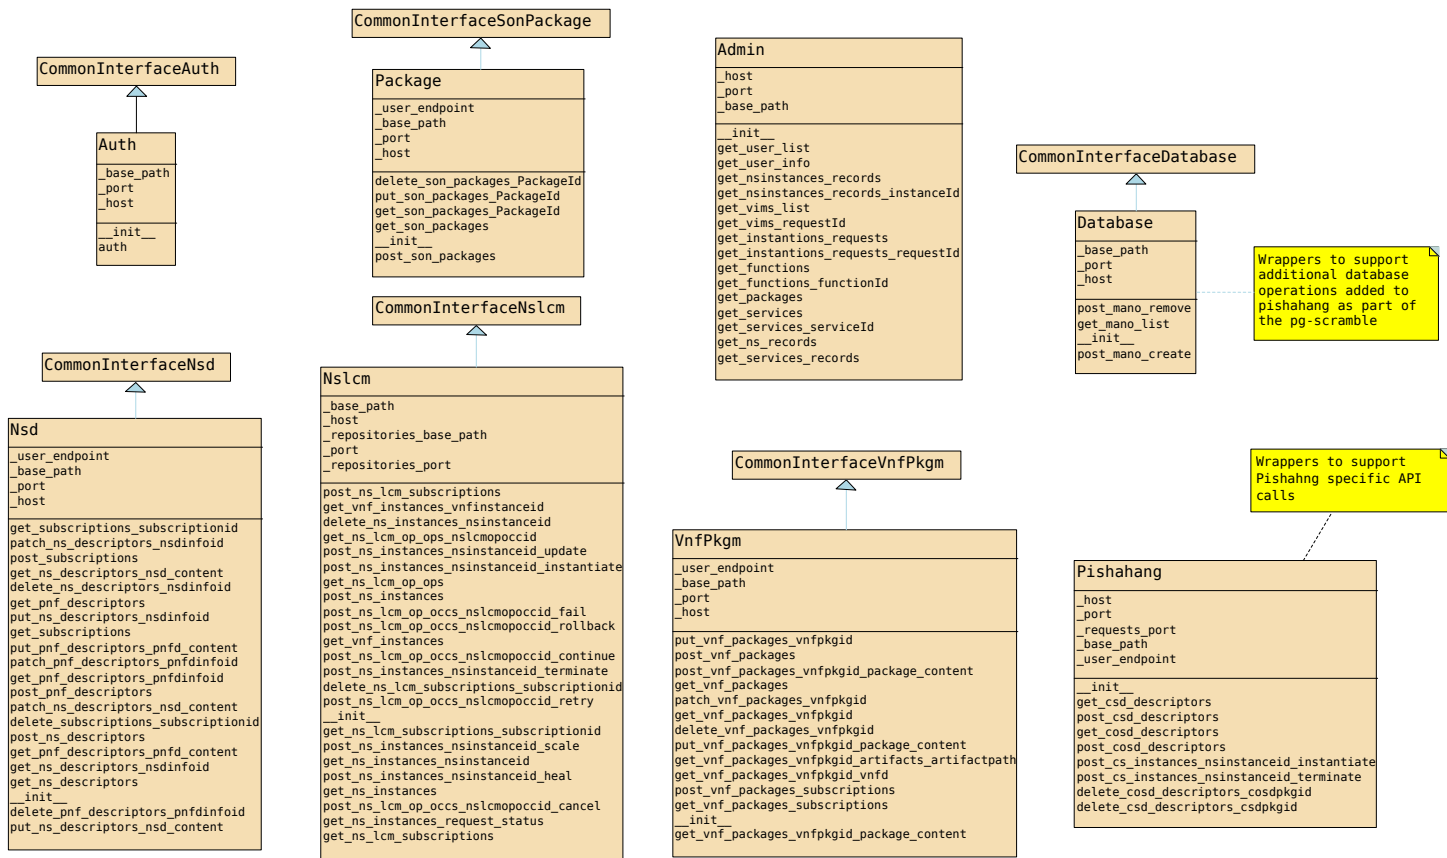 CommonInterfaceSonPackage
CommonInterfaceAuth
Auth
_base_path
_port
_host
__init__
auth
Package
_user_endpoint
_base_path
_port
_host
delete_son_packages_PackageId
put_son_packages_PackageId
get_son_packages_PackageId
get_son_packages
__init__
post_son_packages
Admin
_host
_port
_base_path
__init__
get_user_list
get_user_info
get_nsinstances_records
get_nsinstances_records_instanceId
get_vims_list
get_vims_requestId
get_instantions_requests
get_instantions_requests_requestId
get_functions
get_functions_functionId
get_packages
get_services
get_services_serviceId
get_ns_records
get_services_records
CommonInterfaceDatabase
Database
_base_path
_port
_host
post_mano_remove
get_mano_list
__init__
post_mano_create
Wrappers to support
additional database
operations added to
pishahang as part of
the pg-scramble
CommonInterfaceNsd
Nsd
_user_endpoint
_base_path
_port
_host
get_subscriptions_subscriptionid
patch_ns_descriptors_nsdinfoid
post_subscriptions
get_ns_descriptors_nsd_content
delete_ns_descriptors_nsdinfoid
get_pnf_descriptors
put_ns_descriptors_nsdinfoid
get_subscriptions
put_pnf_descriptors_pnfd_content
patch_pnf_descriptors_pnfdinfoid
get_pnf_descriptors_pnfdinfoid
post_pnf_descriptors
patch_ns_descriptors_nsd_content
delete_subscriptions_subscriptionid
post_ns_descriptors
get_pnf_descriptors_pnfd_content
get_ns_descriptors_nsdinfoid
get_ns_descriptors
__init__
delete_pnf_descriptors_pnfdinfoid
put_ns_descriptors_nsd_content
CommonInterfaceNslcm
Nslcm
_base_path
_host
_repositories_base_path
_port
_repositories_port
post_ns_lcm_subscriptions
get_vnf_instances_vnfinstanceid
delete_ns_instances_nsinstanceid
get_ns_lcm_op_ops_nslcmopoccid
post_ns_instances_nsinstanceid_update
post_ns_instances_nsinstanceid_instantiate
get_ns_lcm_op_ops
post_ns_instances
post_ns_lcm_op_occs_nslcmopoccid_fail
post_ns_lcm_op_occs_nslcmopoccid_rollback
get_vnf_instances
post_ns_lcm_op_occs_nslcmopoccid_continue
post_ns_instances_nsinstanceid_terminate
delete_ns_lcm_subscriptions_subscriptionid
post_ns_lcm_op_occs_nslcmopoccid_retry
__init__
get_ns_lcm_subscriptions_subscriptionid
post_ns_instances_nsinstanceid_scale
get_ns_instances_nsinstanceid
post_ns_instances_nsinstanceid_heal
get_ns_instances
post_ns_lcm_op_occs_nslcmopoccid_cancel
get_ns_instances_request_status
get_ns_lcm_subscriptions
CommonInterfaceVnfPkgm
VnfPkgm
_user_endpoint
_base_path
_port
_host
put_vnf_packages_vnfpkgid
post_vnf_packages
post_vnf_packages_vnfpkgid_package_content
get_vnf_packages
patch_vnf_packages_vnfpkgid
get_vnf_packages_vnfpkgid
delete_vnf_packages_vnfpkgid
put_vnf_packages_vnfpkgid_package_content
get_vnf_packages_vnfpkgid_artifacts_artifactpath
get_vnf_packages_vnfpkgid_vnfd
post_vnf_packages_subscriptions
get_vnf_packages_subscriptions
__init__
get_vnf_packages_vnfpkgid_package_content
Wrappers to support
Pishahng specific API
calls
Pishahang
_host
_port
_requests_port
_base_path
_user_endpoint
__init__
get_csd_descriptors
post_csd_descriptors
get_cosd_descriptors
post_cosd_descriptors
post_cs_instances_nsinstanceid_instantiate
post_cs_instances_nsinstanceid_terminate
delete_cosd_descriptors_cosdpkgid
delete_csd_descriptors_csdpkgid